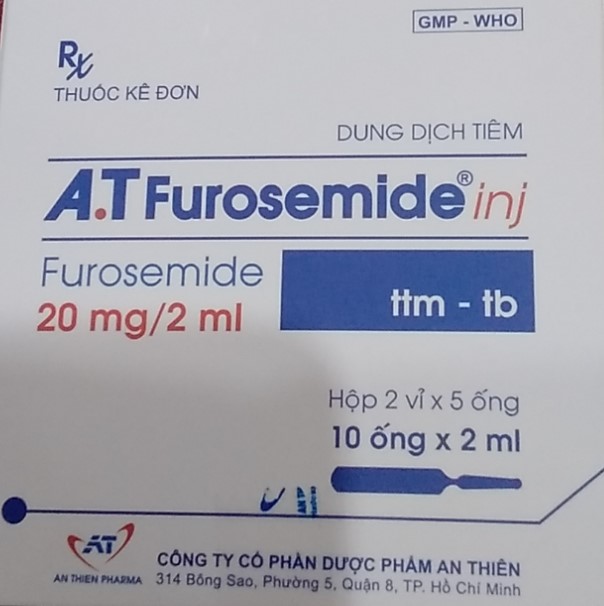 GMP - WHO
Rx
THUỐC KÊ ĐƠN
DUNG DỊCH TIÊM
A.T Furosemide® inj
Furosemide
20 mg/2 ml
ttm - tb
Hộp 2 vỉ x 5 ống
10 ống x 2 ml
AT
AN THIEN PHARMA
CÔNG TY CỔ PHẦN DƯỢC PHẨM AN THIÊN
314 Bông Sao, Phường 5, Quận 8, TP. Hồ Chí Minh